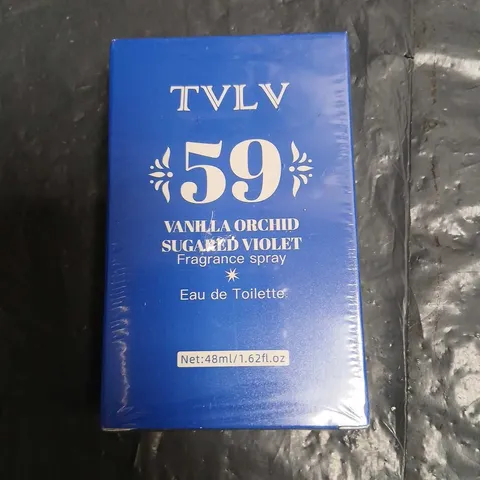 TVLV
59
VANILLA ORCHID
SUGARED VIOLET
Fragrance spray
Eau de Toilette
Net:48ml/1.62fl.oz